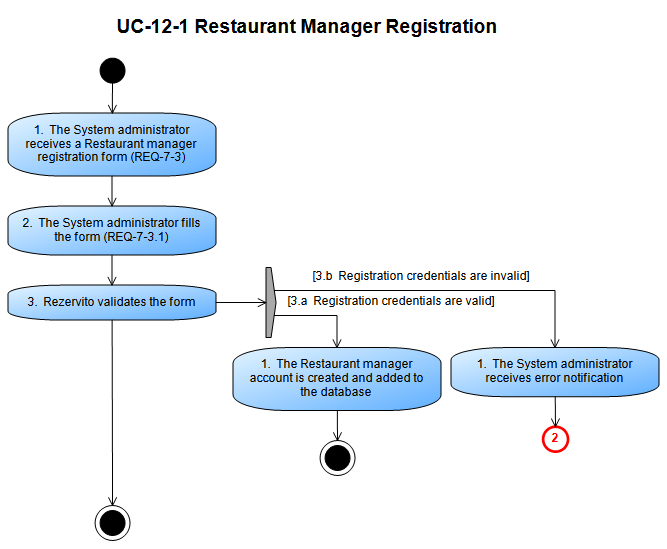 UC-12-1 Restaurant Manager Registration
1. The System administrator
receives a Restaurant manager
registration form (REQ-7-3)
2. The System administrator fills
the form (REQ-7-3.1)
3. Rezervito validates the form
[3.b Registration credentials are invalid]
[3.a Registration credentials are valid]
1. The Restaurant manager
account is created and added to
the database
1. The System administrator
receives error notification
2